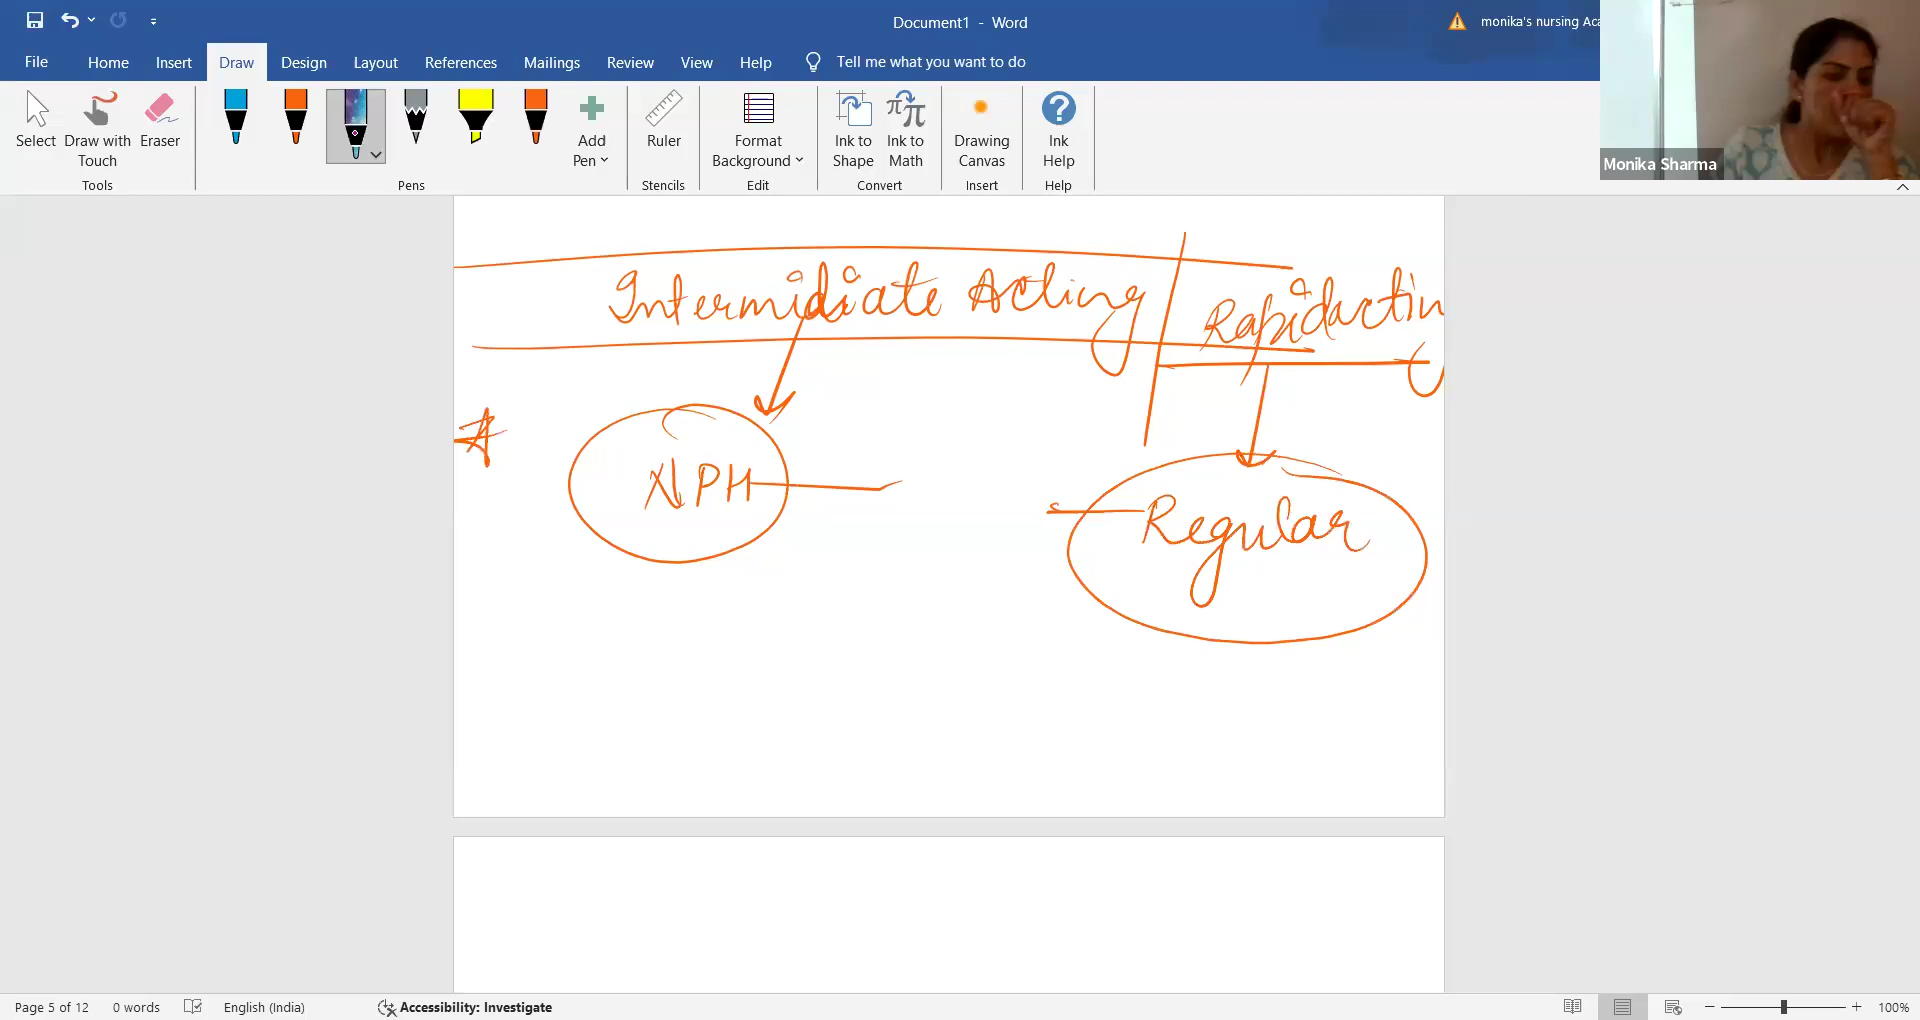 Document1 - Word
monika's nursing Aca
File Home Insert Draw Design Layout References Mailings Review View Help Tell me what you want to do
Select Draw with Touch Eraser
Add Pen
Ruler
Format Background
Ink to Shape Ink to Math
Drawing Canvas
Ink Help
Tools Pens Stencils Edit Convert Insert Help
Monika Sharma
Intermidiate Acting
Rapidacting
NPH
Regular
Page 5 of 12 0 words English (India) Accessibility: Investigate 100%